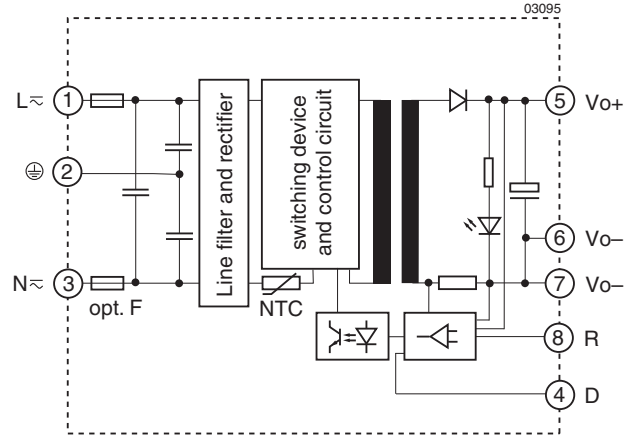 03095
L≂ 1
2
N≂ 3
opt. F
Line filter and rectifier
switching device
and control circuit
NTC
5 Vo+
6 Vo–
7 Vo–
8 R
4 D